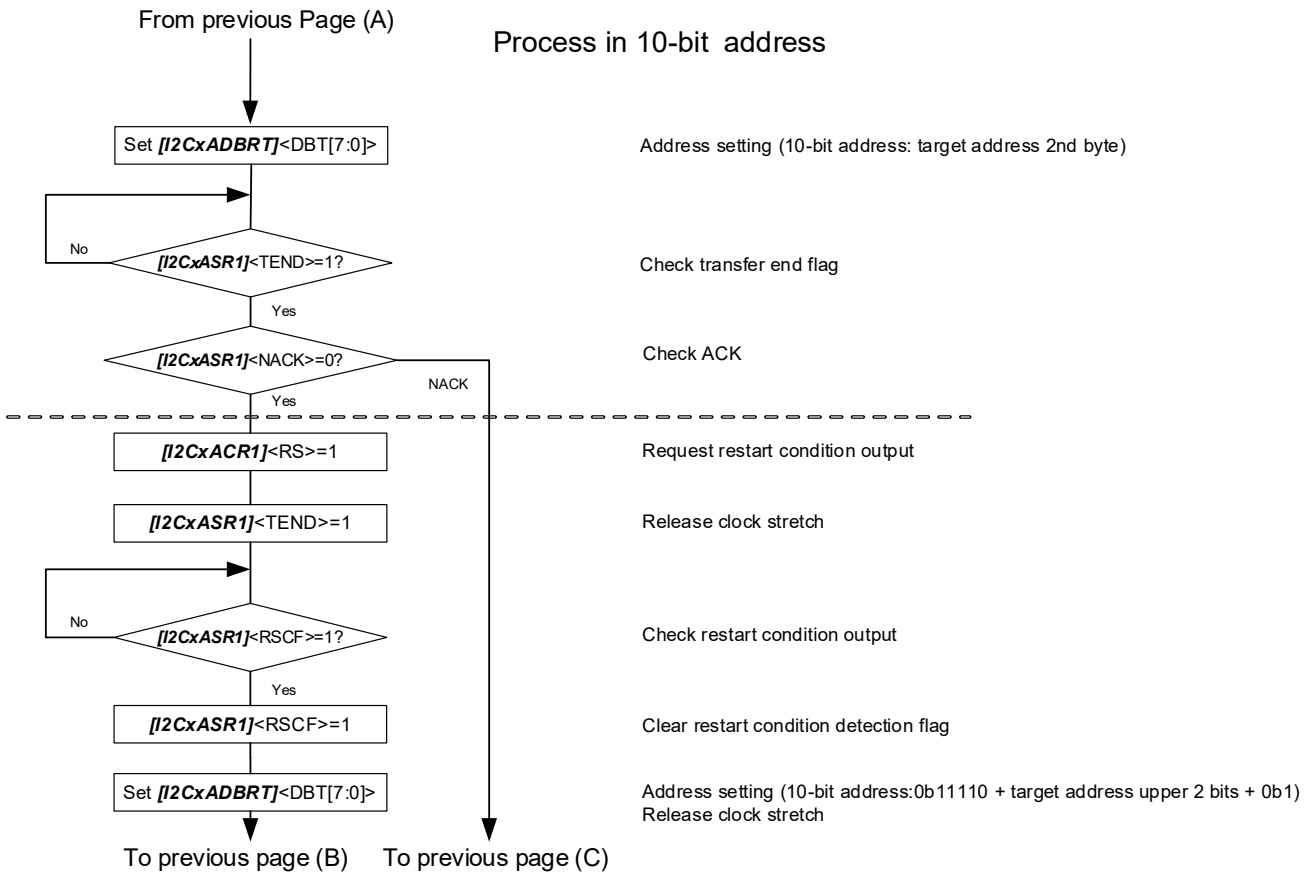 From previous Page (A)
Process in 10-bit address
Set [I2CxADBRT]<DBT[7:0]>
Address setting (10-bit address: target address 2nd byte)
No
[I2CxASR1]<TEND>=1?
Check transfer end flag
Yes
[I2CxASR1]<NACK>=0?
Check ACK
NACK
Yes
[I2CxACR1]<RS>=1
Request restart condition output
[I2CxASR1]<TEND>=1
Release clock stretch
No
[I2CxASR1]<RSCF>=1?
Check restart condition output
Yes
[I2CxASR1]<RSCF>=1
Clear restart condition detection flag
Set [I2CxADBRT]<DBT[7:0]>
Address setting (10-bit address:0b11110 + target address upper 2 bits + 0b1)
Release clock stretch
To previous page (B)
To previous page (C)